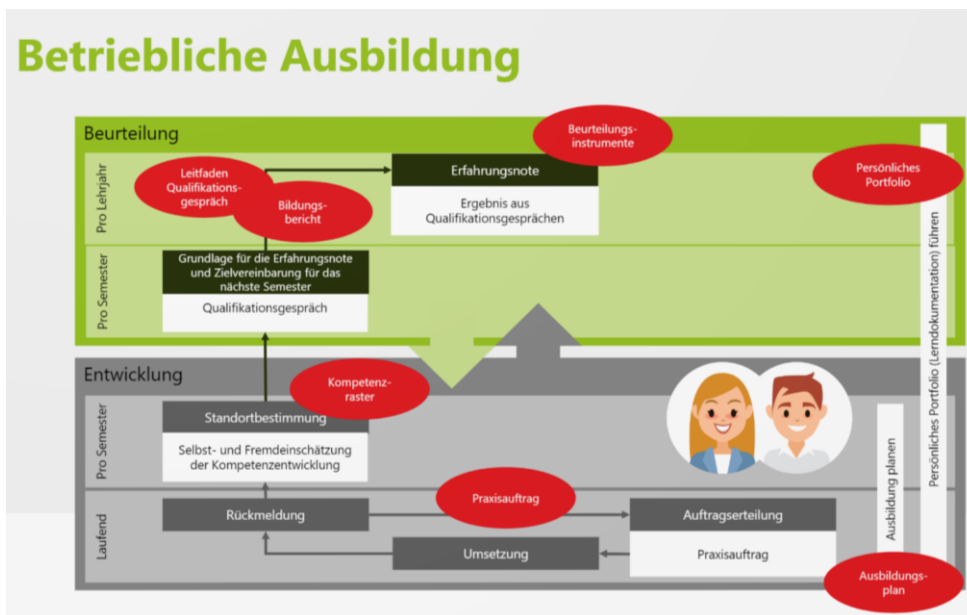 Betriebliche Ausbildung
Beurteilung
Beurteilungs-
instrumente
Pro Lehrjahr
Leitfaden
Qualifikations-
gespräch
Bildungs-
bericht
Erfahrungsnote
Ergebnis aus
Qualifikationsgesprächen
Persönliches
Portfolio
Pro Semester
Grundlage für die Erfahrungsnote
und Zielvereinbarung für das
nächste Semester
Qualifikationsgespräch
Persönliches Portfolio (Lerndokumentation) führen
Entwicklung
Kompetenz-
raster
Pro Semester
Standortbestimmung
Selbst- und Fremdeinschätzung
der Kompetenzentwicklung
Ausbildung planen
Laufend
Rückmeldung
Praxisauftrag
Auftragserteilung
Praxisauftrag
Umsetzung
Ausbildungs-
plan